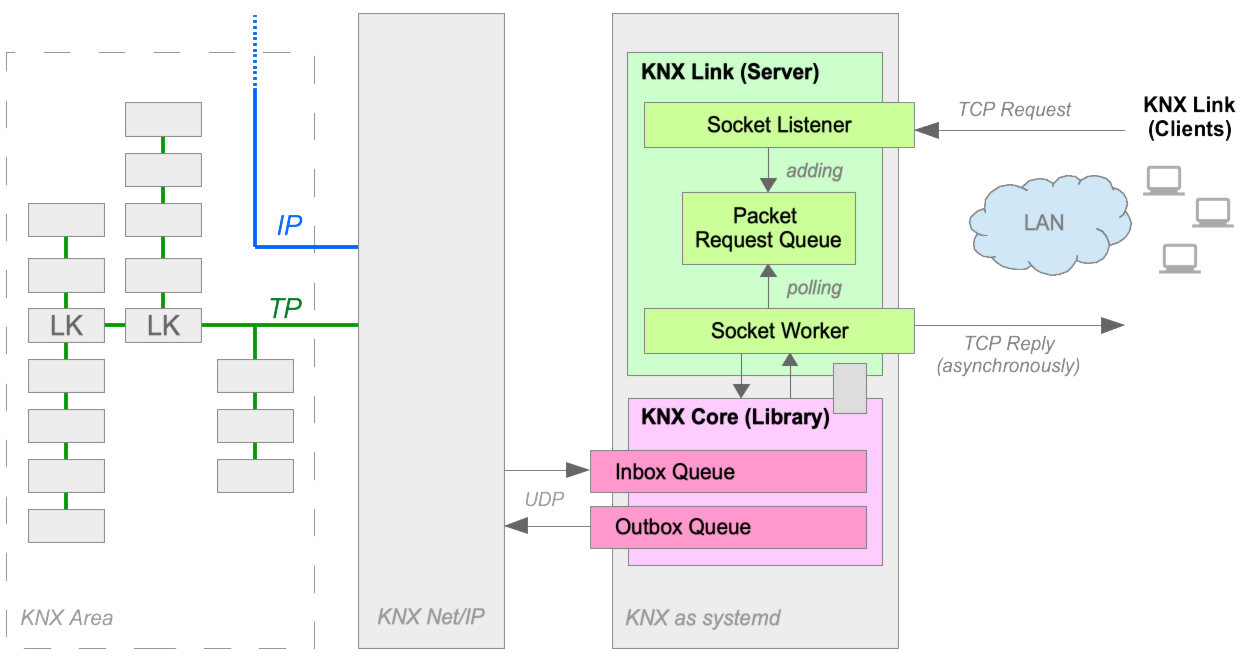 KNX Link (Server)
Socket Listener
TCP Request
KNX Link
(Clients)
adding
Packet
Request Queue
LAN
IP
polling
TP
LK
LK
Socket Worker
TCP Reply
(asynchronously)
KNX Core (Library)
Inbox Queue
UDP
Outbox Queue
KNX Area
KNX Net/IP
KNX as systemd